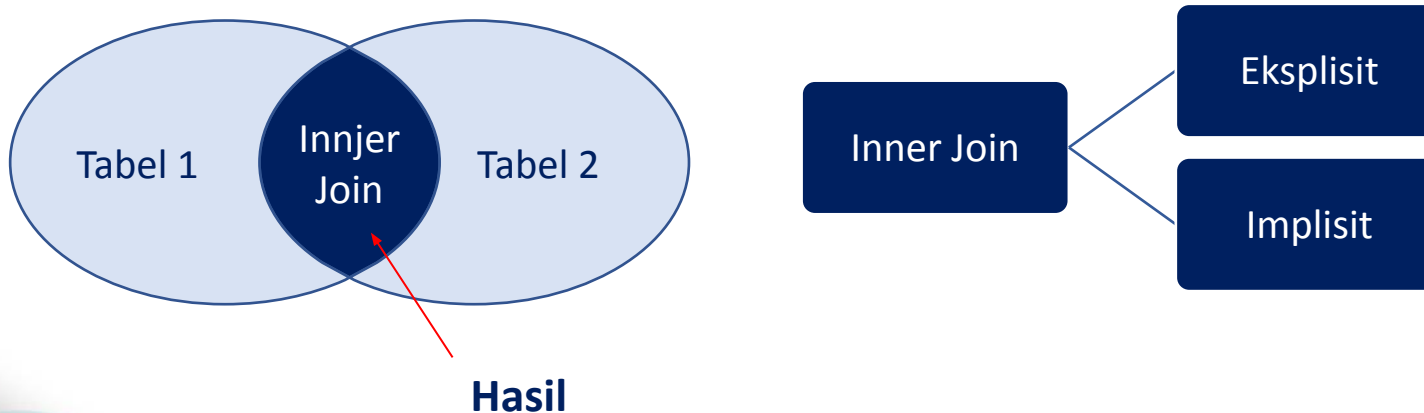 Tabel 1
Innjer
Join
Tabel 2
Hasil
Inner Join
Eksplisit
Implisit